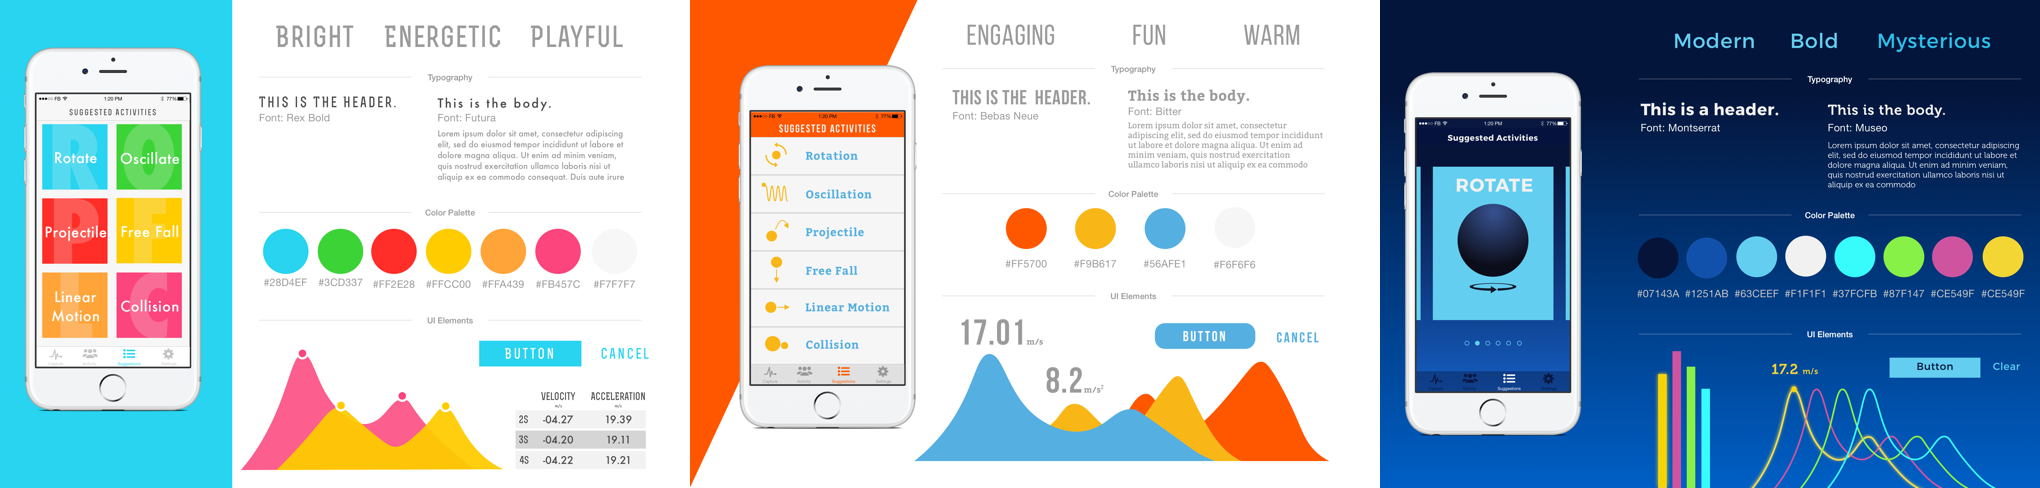 BRIGHT ENERGETIC PLAYFUL
Typography
THIS IS THE HEADER.
Font: Rex Bold
This is the body.
Font: Futura
Lorem ipsum dolor sit amet, consectetur adipiscing
elit, sed do eiusmod tempor incididunt ut labore et
dolore magna aliqua. Ut enim ad minim veniam,
quis nostrud exercitation ullamco laboris nisi ut
aliquip ex ea commodo consequat. Duis aute irure
Color Palette
#28D4EF #3CD337 #FF2E28 #FFCC00 #FFA439 #FB457C #F7F7F7
UI Elements
BUTTON CANCEL
VELOCITY ACCELERATION
m/s m/s
2S -04.27 19.39
3S -04.20 19.11
4S -04.22 19.21
FB 1:20 PM 77%
SUGGESTED ACTIVITIES
R O
Rotate Oscillate
P F
Projectile Free Fall
L C
Linear
Motion
Collision
Capture Activity Suggestions Settings
ENGAGING FUN WARM
Typography
THIS IS THE HEADER.
Font: Bebas Neue
This is the body.
Font: Bitter
Lorem ipsum dolor sit amet, consectetur
adipiscing elit, sed do eiusmod tempor incididunt
ut labore et dolore magna aliqua. Ut enim ad
minim veniam, quis nostrud exercitation
ullamco laboris nisi ut aliquip ex ea commodo
Color Palette
#FF5700 #F9B617 #56AFE1 #F6F6F6
UI Elements
17.01 m/s
8.2 m/s²
BUTTON CANCEL
FB 1:20 PM 77%
SUGGESTED ACTIVITIES
Rotation
Oscillation
Projectile
Free Fall
Linear Motion
Collision
Capture Activity Suggestions Settings
Modern Bold Mysterious
Typography
This is a header.
Font: Montserrat
This is the body.
Font: Museo
Lorem ipsum dolor sit amet, consectetur adipiscing
elit, sed do eiusmod tempor incididunt ut labore et
dolore magna aliqua. Ut enim ad minim veniam,
quis nostrud exercitation ullamco laboris nisi ut
aliquip ex ea commodo
Color Palette
#07143A #1251AB #63CEEF #F1F1F1 #37FCFB #87F147 #CE549F #CE549F
UI Elements
17.2 m/s
Button Clear
FB 1:20 PM 77%
Suggested Activities
ROTATE
Capture Activity Suggestions Settings